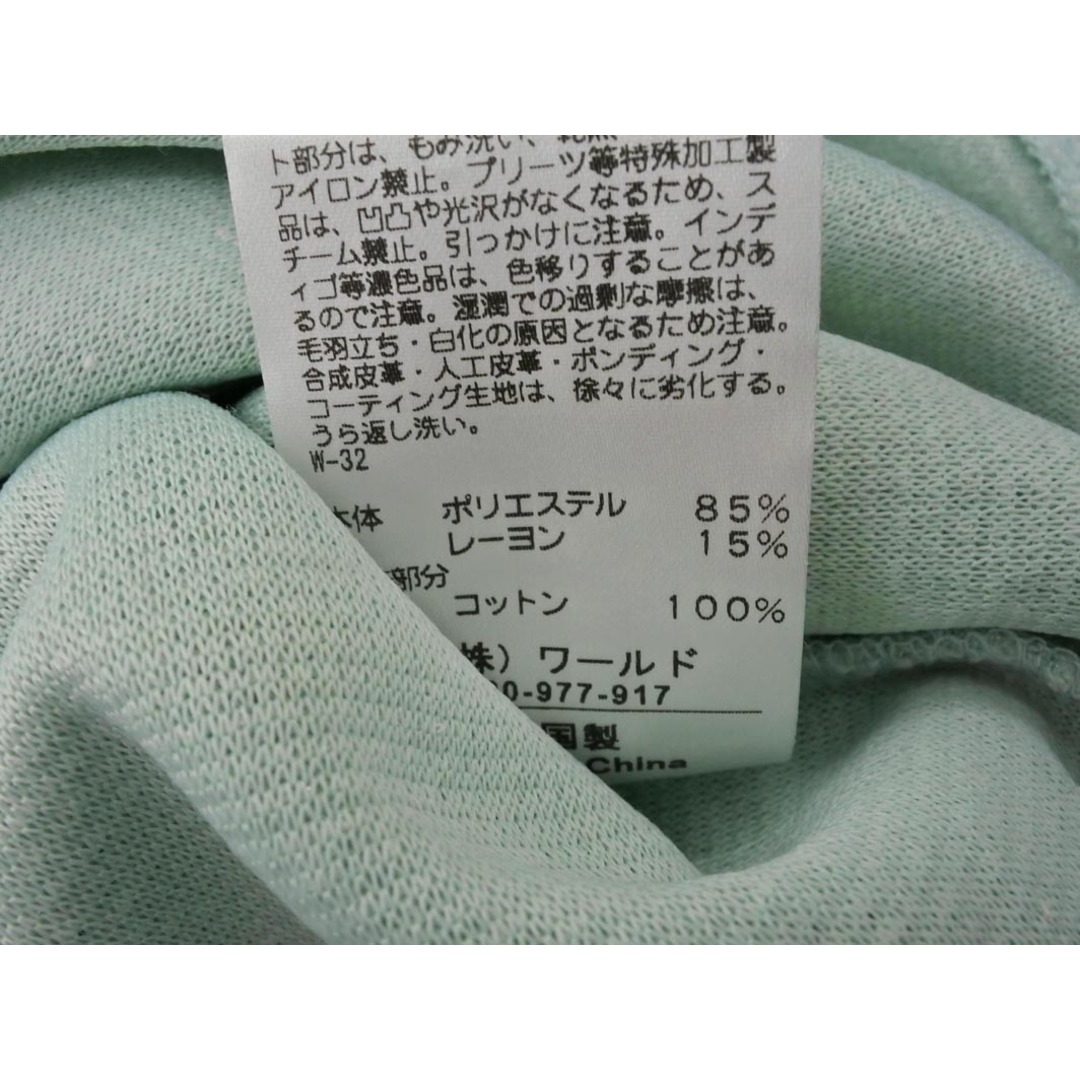 ト部分は、もみ洗い、
アイロン禁止。プリーツ等特殊加工製
品は、凹凸や光沢がなくなるため、ス
チーム禁止。引っかけに注意。インデ
ィゴ等濃色品は、色移りすることがあ
るので注意。湿潤での過剰な摩擦は、
毛羽立ち・白化の原因となるため注意。
合成皮革・人工皮革・ボンディング・
コーティング生地は、徐々に劣化する。
うら返し洗い。
W-32
本体 ポリエステル 85%
レーヨン 15%
部分
コットン 100%
株）ワールド
0-977-917
国製
China